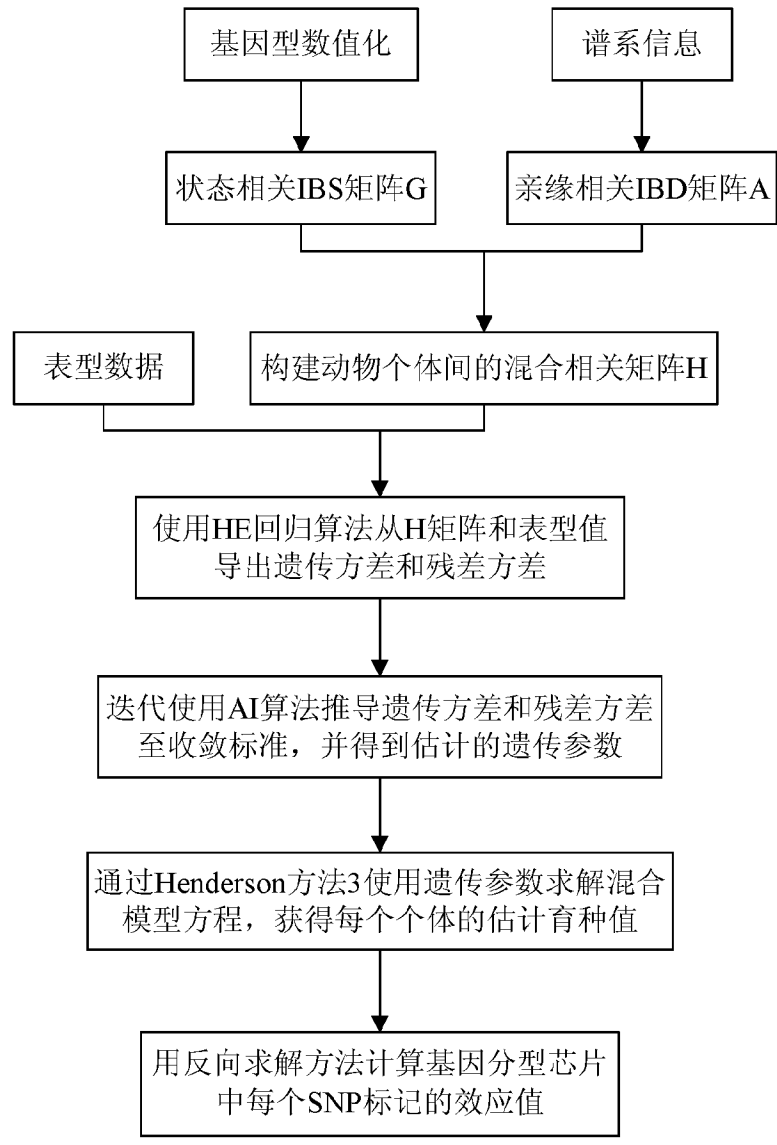 基因型数值化
谱系信息
状态相关IBS矩阵G
亲缘相关IBD矩阵A
表型数据
构建动物个体间的混合相关矩阵H
使用HE回归算法从H矩阵和表型值
导出遗传方差和残差方差
迭代使用AI算法推导遗传方差和残差方差
至收敛标准，并得到估计的遗传参数
通过Henderson方法3使用遗传参数求解混合
模型方程，获得每个个体的估计育种值
用反向求解方法计算基因分型芯片
中每个SNP标记的效应值